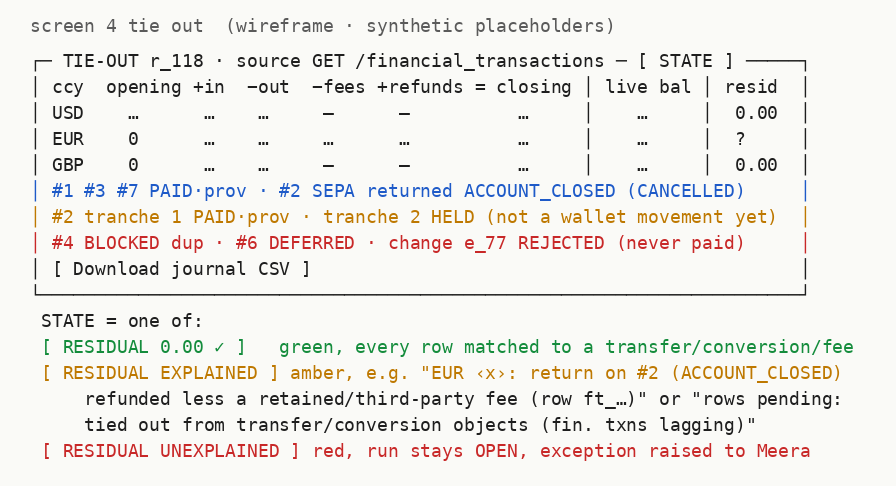 screen 4 tie out  (wireframe · synthetic placeholders)
┌─ TIE-OUT r_118 · source GET /financial_transactions ─ [ STATE ] ─────┐
│ ccy  opening +in  −out  −fees +refunds = closing │ live bal │ resid  │
│ USD    …      …    …     —      —          …     │    …     │  0.00  │
│ EUR    0      …    …     …      …          …     │    …     │  ?     │
│ GBP    0      …    …     —      —          …     │    …     │  0.00  │
│ #1 #3 #7 PAID·prov · #2 SEPA returned ACCOUNT_CLOSED (CANCELLED)     │
│ #2 tranche 1 PAID·prov · tranche 2 HELD (not a wallet movement yet)  │
│ #4 BLOCKED dup · #6 DEFERRED · change e_77 REJECTED (never paid)     │
│ [ Download journal CSV ]                                             │
└──────────────────────────────────────────────────────────────────────┘
STATE = one of:
[ RESIDUAL 0.00 ✓ ]   green, every row matched to a transfer/conversion/fee
[ RESIDUAL EXPLAINED ] amber, e.g. "EUR ‹x›: return on #2 (ACCOUNT_CLOSED)
refunded less a retained/third-party fee (row ft_…)" or "rows pending:
tied out from transfer/conversion objects (fin. txns lagging)"
[ RESIDUAL UNEXPLAINED ] red, run stays OPEN, exception raised to Meera